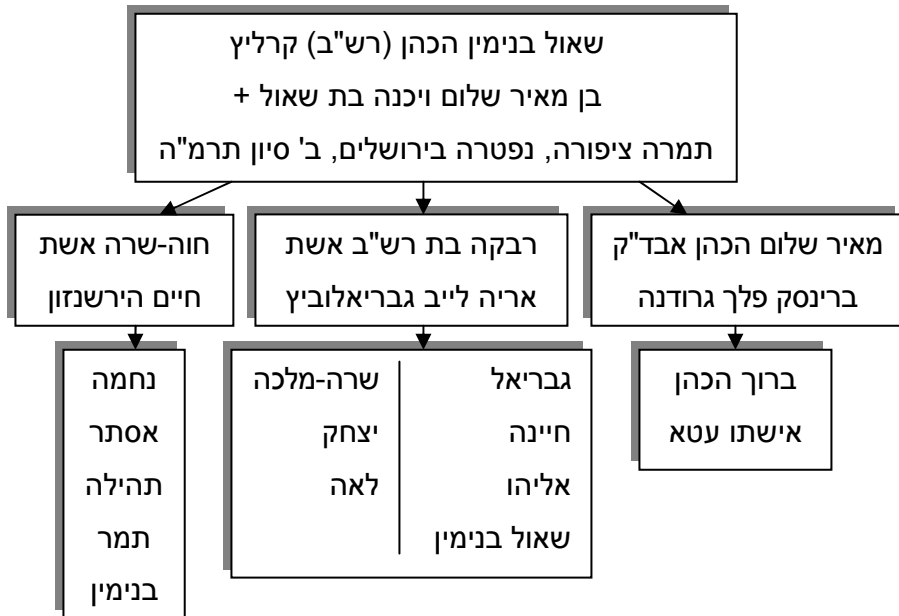 שאול בנימין הכהן (רש"ב) קרליץ
בן מאיר שלום ויכנה בת שאול +
תמרה ציפורה, נפטרה בירושלים, ב' סיון תרמ"ה
מאיר שלום הכהן אבד"ק
ברינסק פלך גרודנה
רבקה בת רש"ב אשת
אריה לייב גבריאלוביץ
חוה-שרה אשת
חיים הירשנזון
ברוך הכהן
אישתו עטא
גבריאל
חיינה
אליהו
שאול בנימין
שרה-מלכה
יצחק
לאה
נחמה
אסתר
תהילה
תמר
בנימין